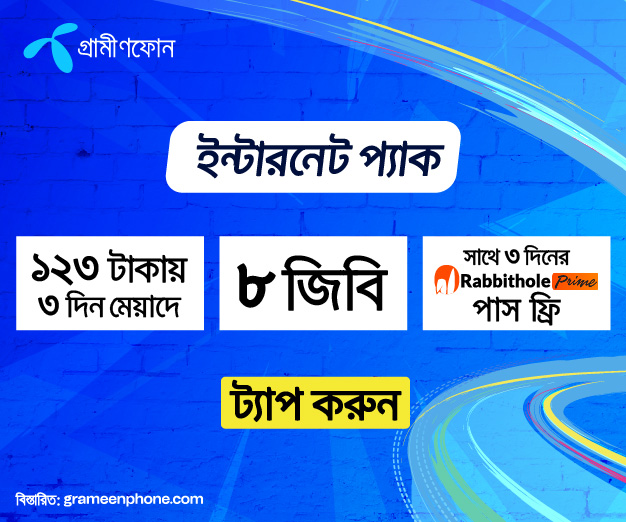 গ্রামীণফোন
ইন্টারনেট প্যাক
১২৩ টাকায়
৩ দিন মেয়াদে
৮ জিবি
সাথে ৩ দিনের
Rabbithole Prime
পাস ফ্রি
ট্যাপ করুন
বিস্তারিত: grameenphone.com